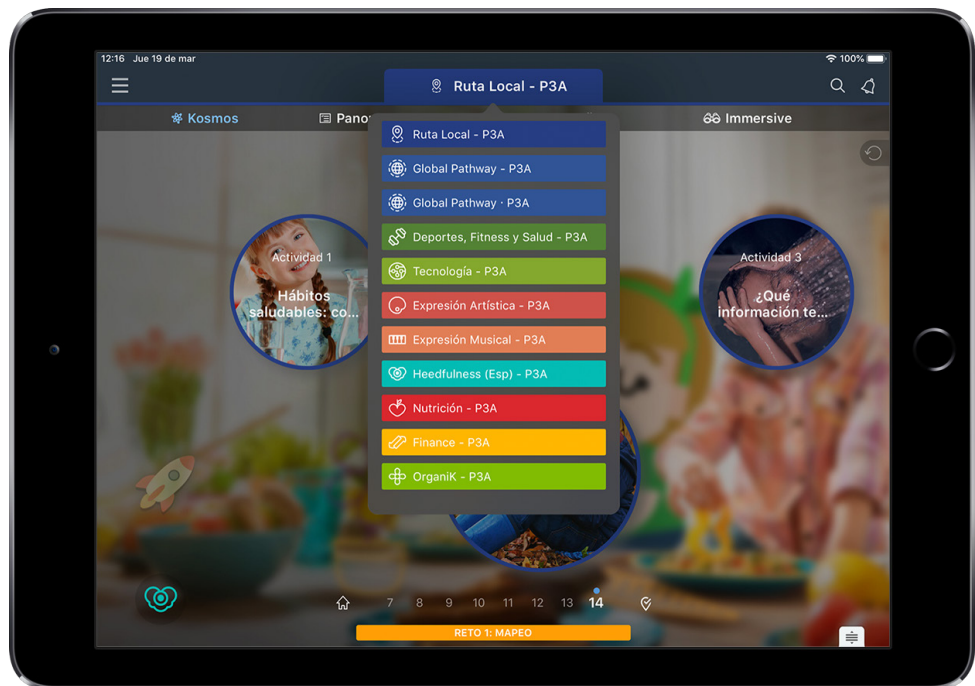 12:16 Jue 19 de mar
100%
Ruta Local - P3A
Kosmos
Immersive
Ruta Local - P3A
Global Pathway - P3A
Global Pathway · P3A
Deportes, Fitness y Salud - P3A
Tecnología - P3A
Expresión Artística - P3A
Expresión Musical - P3A
Heedfulness (Esp) - P3A
Nutrición - P3A
Finance - P3A
OrganiK - P3A
Actividad 1
Hábitos
saludables: co...
Actividad 3
¿Qué
información te...
7 8 9 10 11 12 13 14
RETO 1: MAPEO